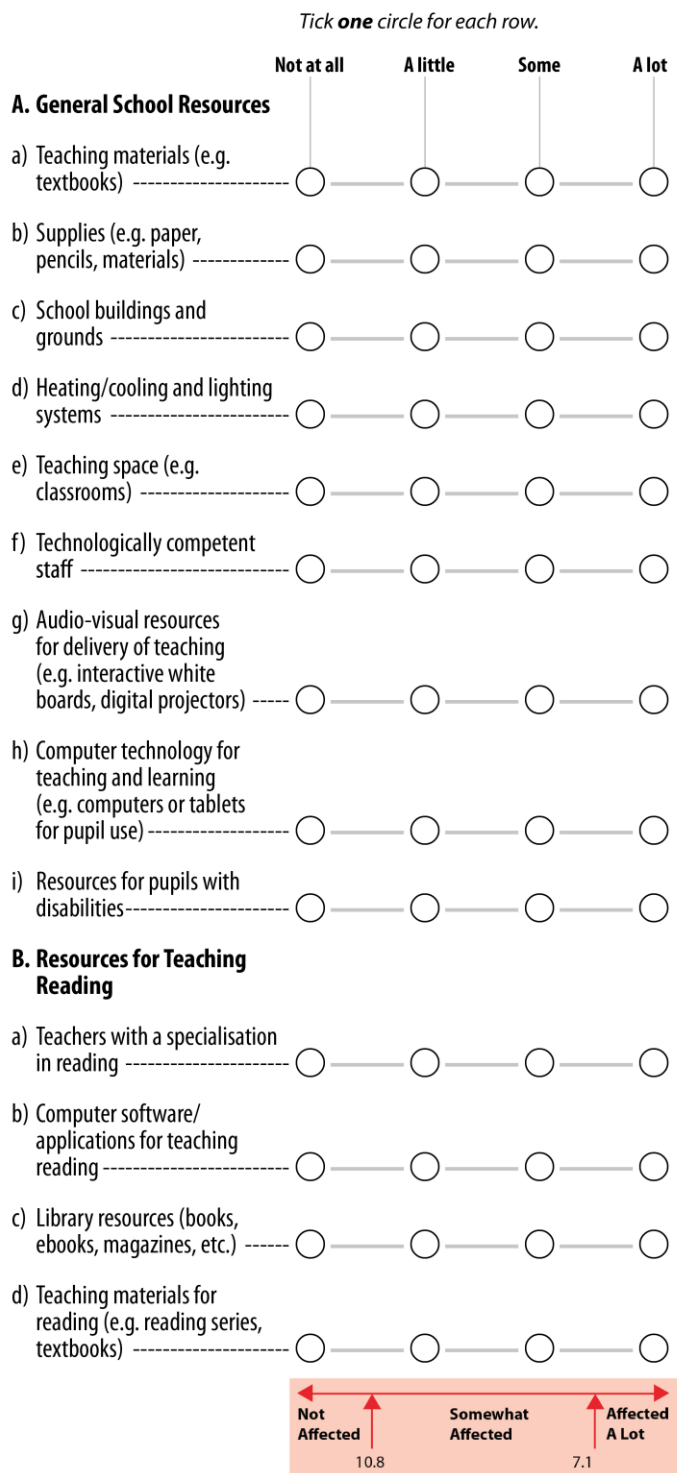 Tick one circle for each row.
Not at all A little Some A lot
A. General School Resources
a) Teaching materials (e.g.
textbooks)
b) Supplies (e.g. paper,
pencils, materials)
c) School buildings and
grounds
d) Heating/cooling and lighting
systems
e) Teaching space (e.g.
classrooms)
f) Technologically competent
staff
g) Audio-visual resources
for delivery of teaching
(e.g. interactive white
boards, digital projectors)
h) Computer technology for
teaching and learning
(e.g. computers or tablets
for pupil use)
i) Resources for pupils with
disabilities
B. Resources for Teaching
Reading
a) Teachers with a specialisation
in reading
b) Computer software/
applications for teaching
reading
c) Library resources (books,
ebooks, magazines, etc.)
d) Teaching materials for
reading (e.g. reading series,
textbooks)
Not Somewhat Affected
Affected Affected A Lot
10.8 7.1